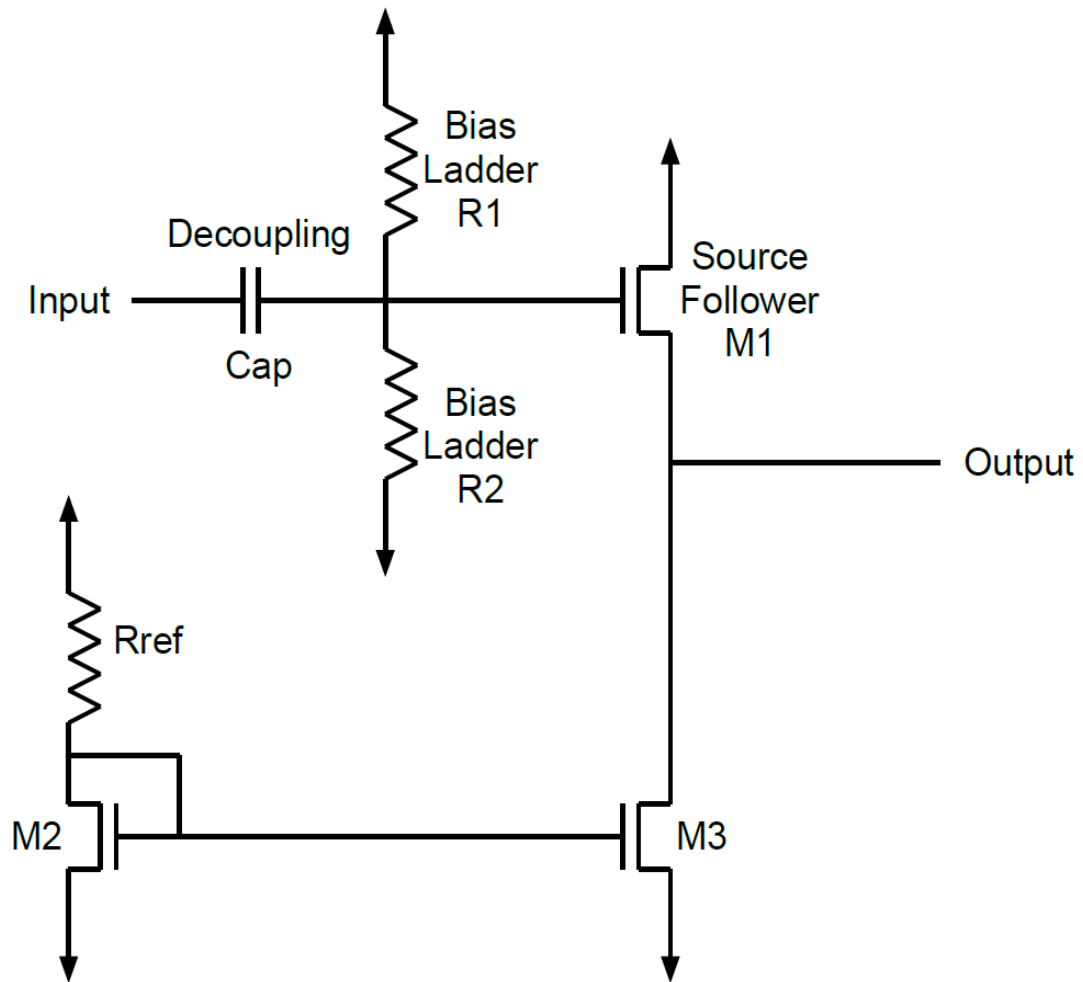 Bias
Ladder
R1
Decoupling
Input
Cap
Source
Follower
M1
Bias
Ladder
R2
Output
Rref
M2
M3